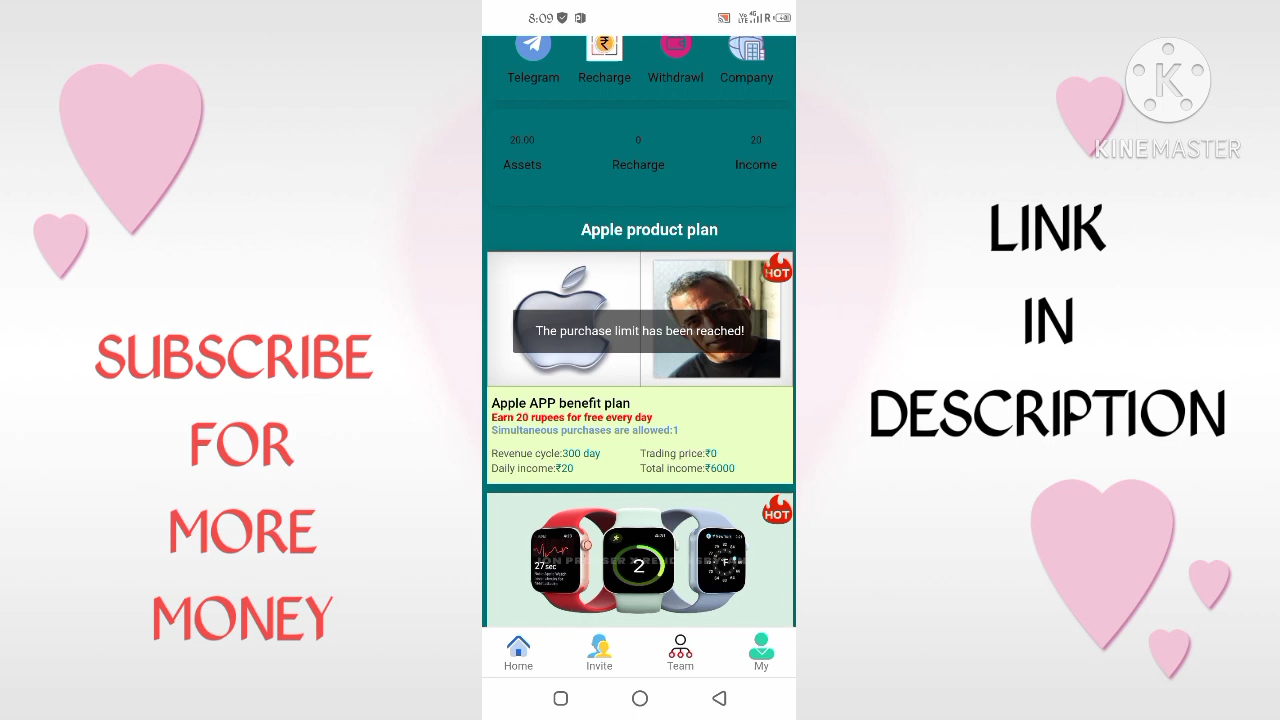 8:09
Telegram
Recharge
Withdrawl
Company
20.00
0
20
Assets
Recharge
Income
Apple product plan
HOT
The purchase limit has been reached!
Apple APP benefit plan
Earn 20 rupees for free every day
Simultaneous purchases are allowed:1
Revenue cycle:300 day
Trading price:₹0
Daily income:₹20
Total income:₹6000
HOT
27 sec
2
Home
Invite
Team
My
SUBSCRIBE
FOR
MORE
MONEY
K
KINEMASTER
LINK
IN
DESCRIPTION